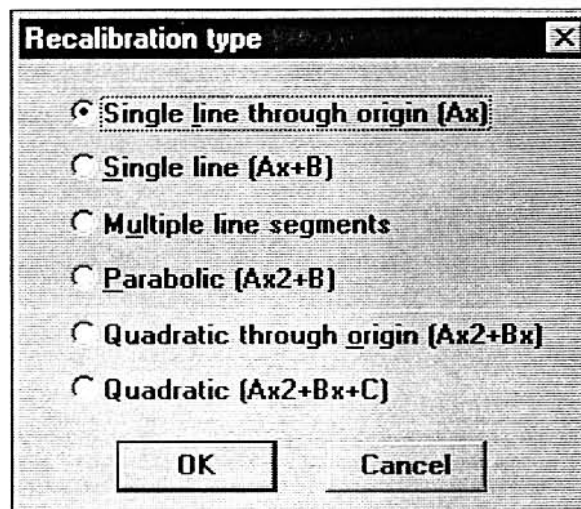 Recalibration type
Single line through origin (Ax)
Single line (Ax+B)
Multiple line segments
Parabolic (Ax2+B)
Quadratic through origin (Ax2+Bx)
Quadratic (Ax2+Bx+C)
OK Cancel